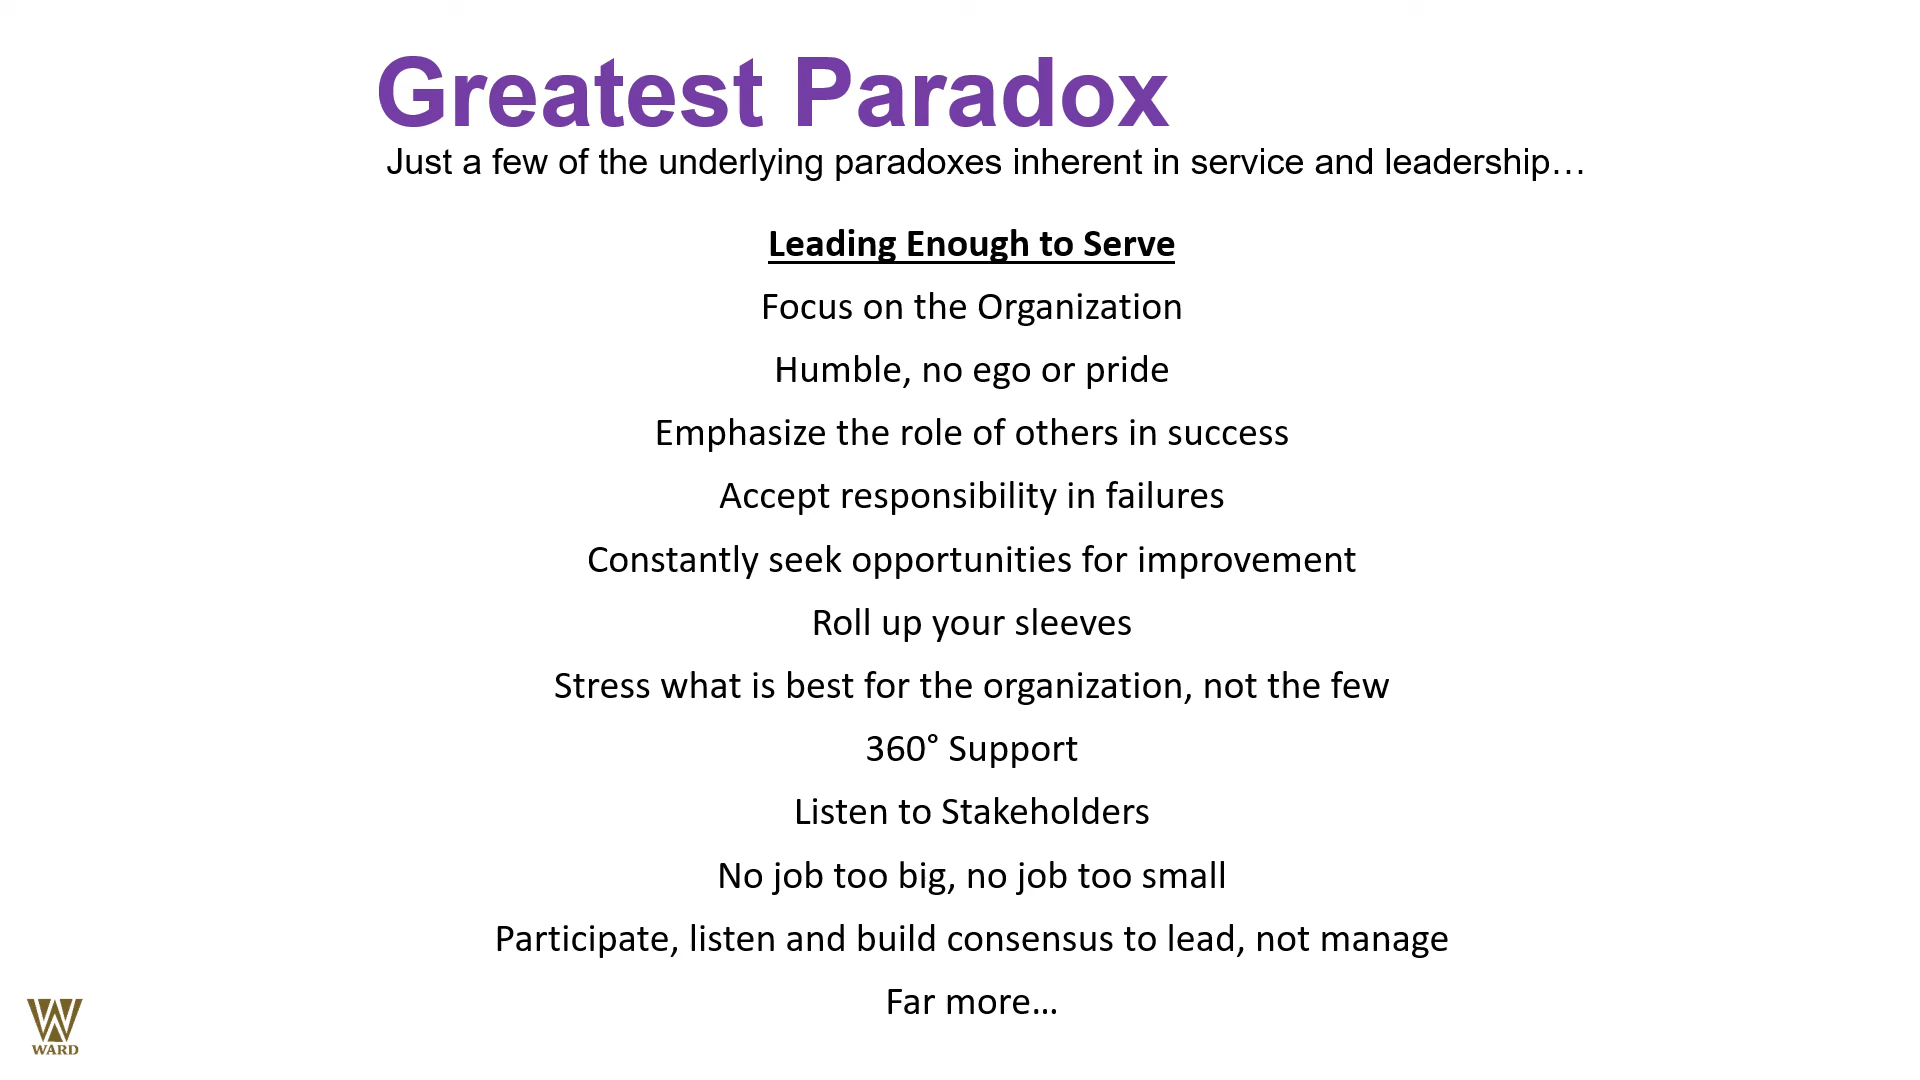 Greatest Paradox
Just a few of the underlying paradoxes inherent in service and leadership…
Leading Enough to Serve
Focus on the Organization
Humble, no ego or pride
Emphasize the role of others in success
Accept responsibility in failures
Constantly seek opportunities for improvement
Roll up your sleeves
Stress what is best for the organization, not the few
360° Support
Listen to Stakeholders
No job too big, no job too small
Participate, listen and build consensus to lead, not manage
Far more…
WARD